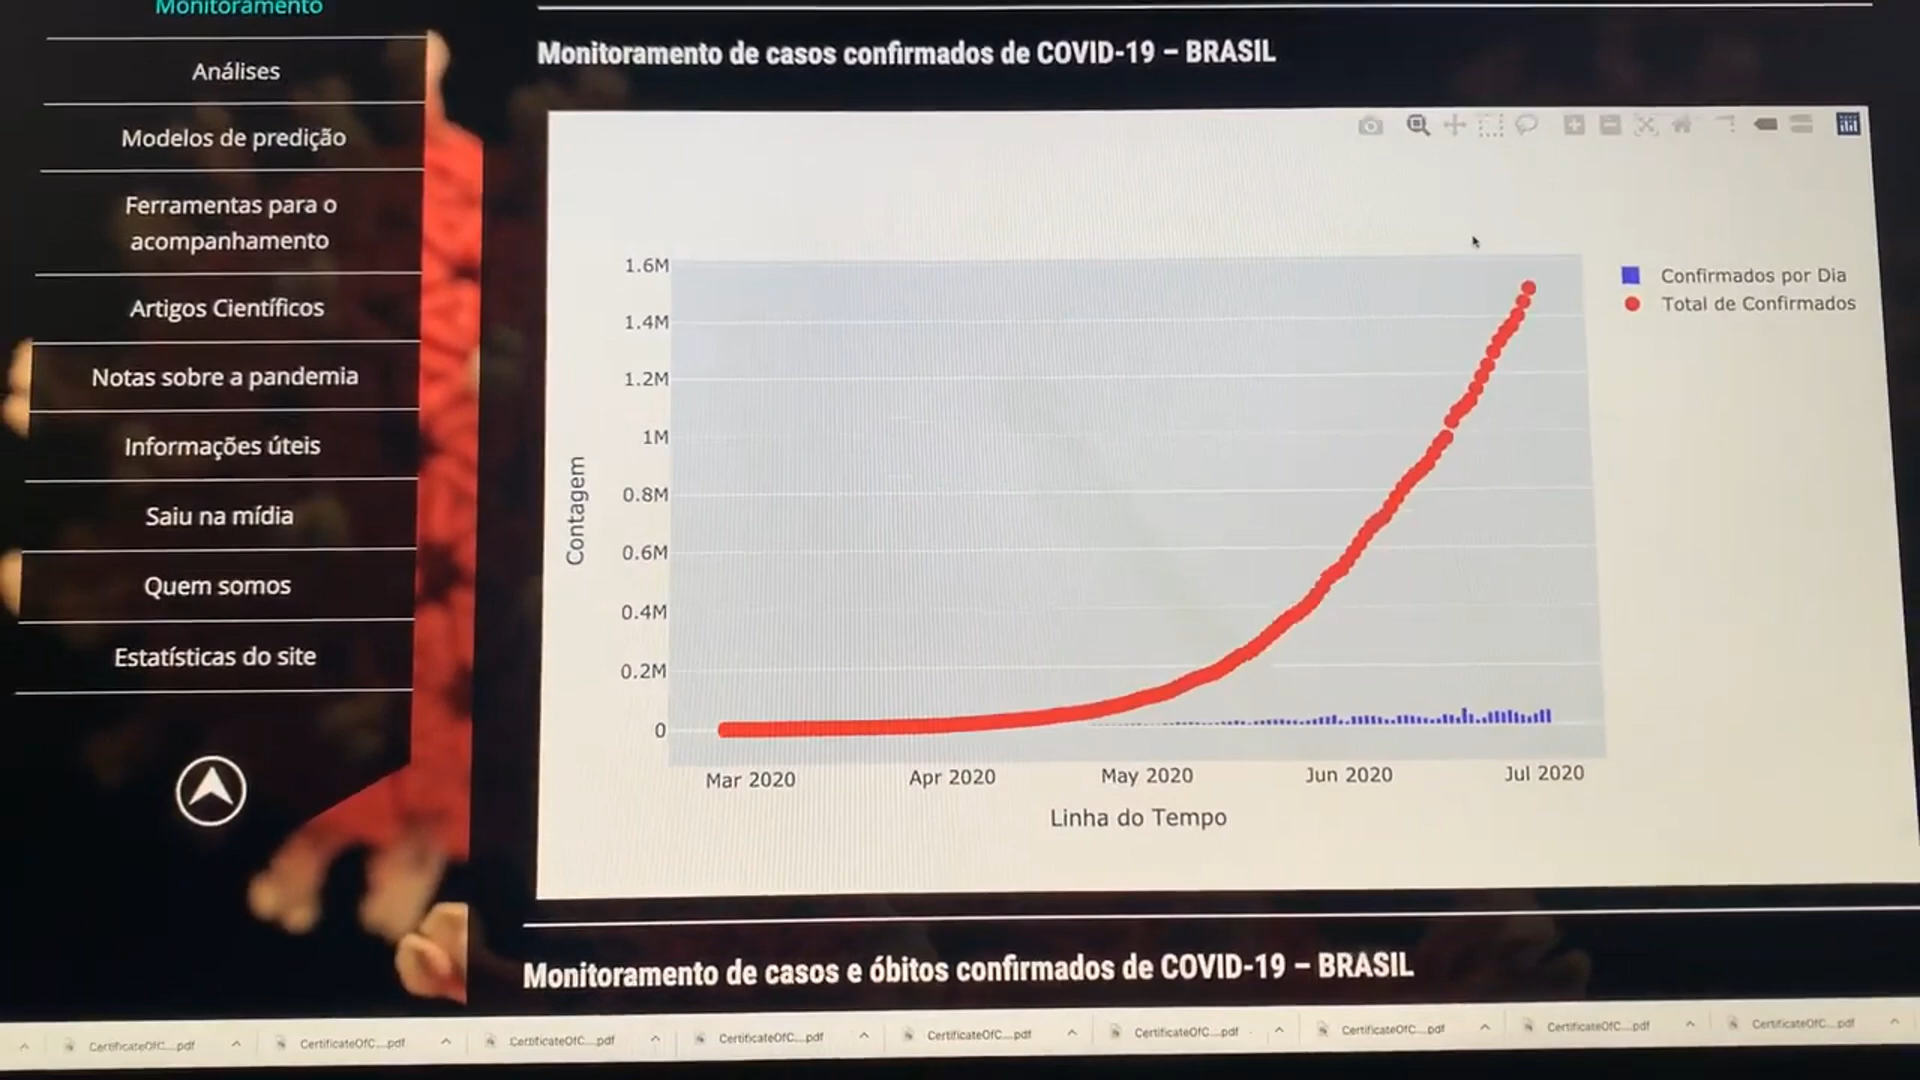 Monitoramento
Análises
Modelos de predição
Ferramentas para o
acompanhamento
Artigos Científicos
Notas sobre a pandemia
Informações úteis
Saiu na mídia
Quem somos
Estatísticas do site
Monitoramento de casos confirmados de COVID-19 – BRASIL
1.6M
1.4M
1.2M
1M
0.8M
0.6M
0.4M
0.2M
0
Contagem
Mar 2020
Apr 2020
May 2020
Jun 2020
Jul 2020
Linha do Tempo
Confirmados por Dia
Total de Confirmados
Monitoramento de casos e óbitos confirmados de COVID-19 – BRASIL
CertificateOfC....pdf
CertificateOfC....pdf
CertificateOfC....pdf
CertificateOfC....pdf
CertificateOfC....pdf
CertificateOfC....pdf
CertificateOfC....pdf
CertificateOfC....pdf
CertificateOfC....pdf